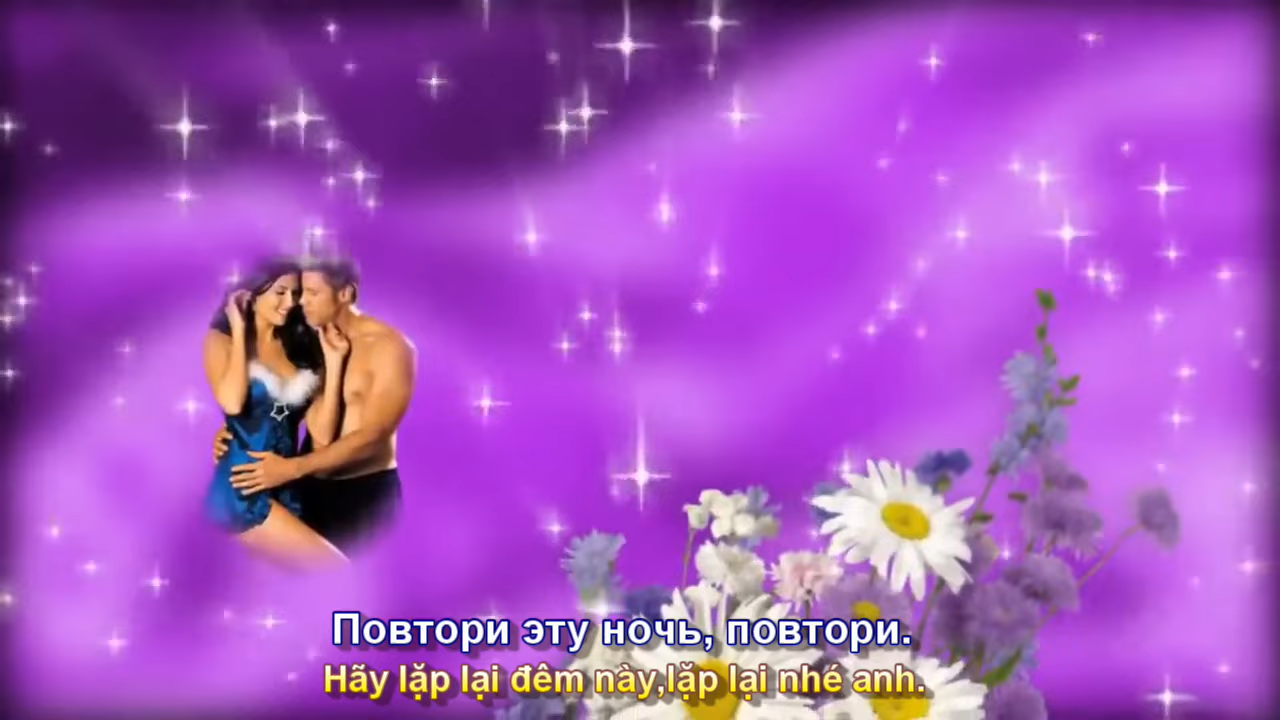 Повтори эту ночь, повтори.
Hãy lặp lại đêm này,lặp lại nhé anh.